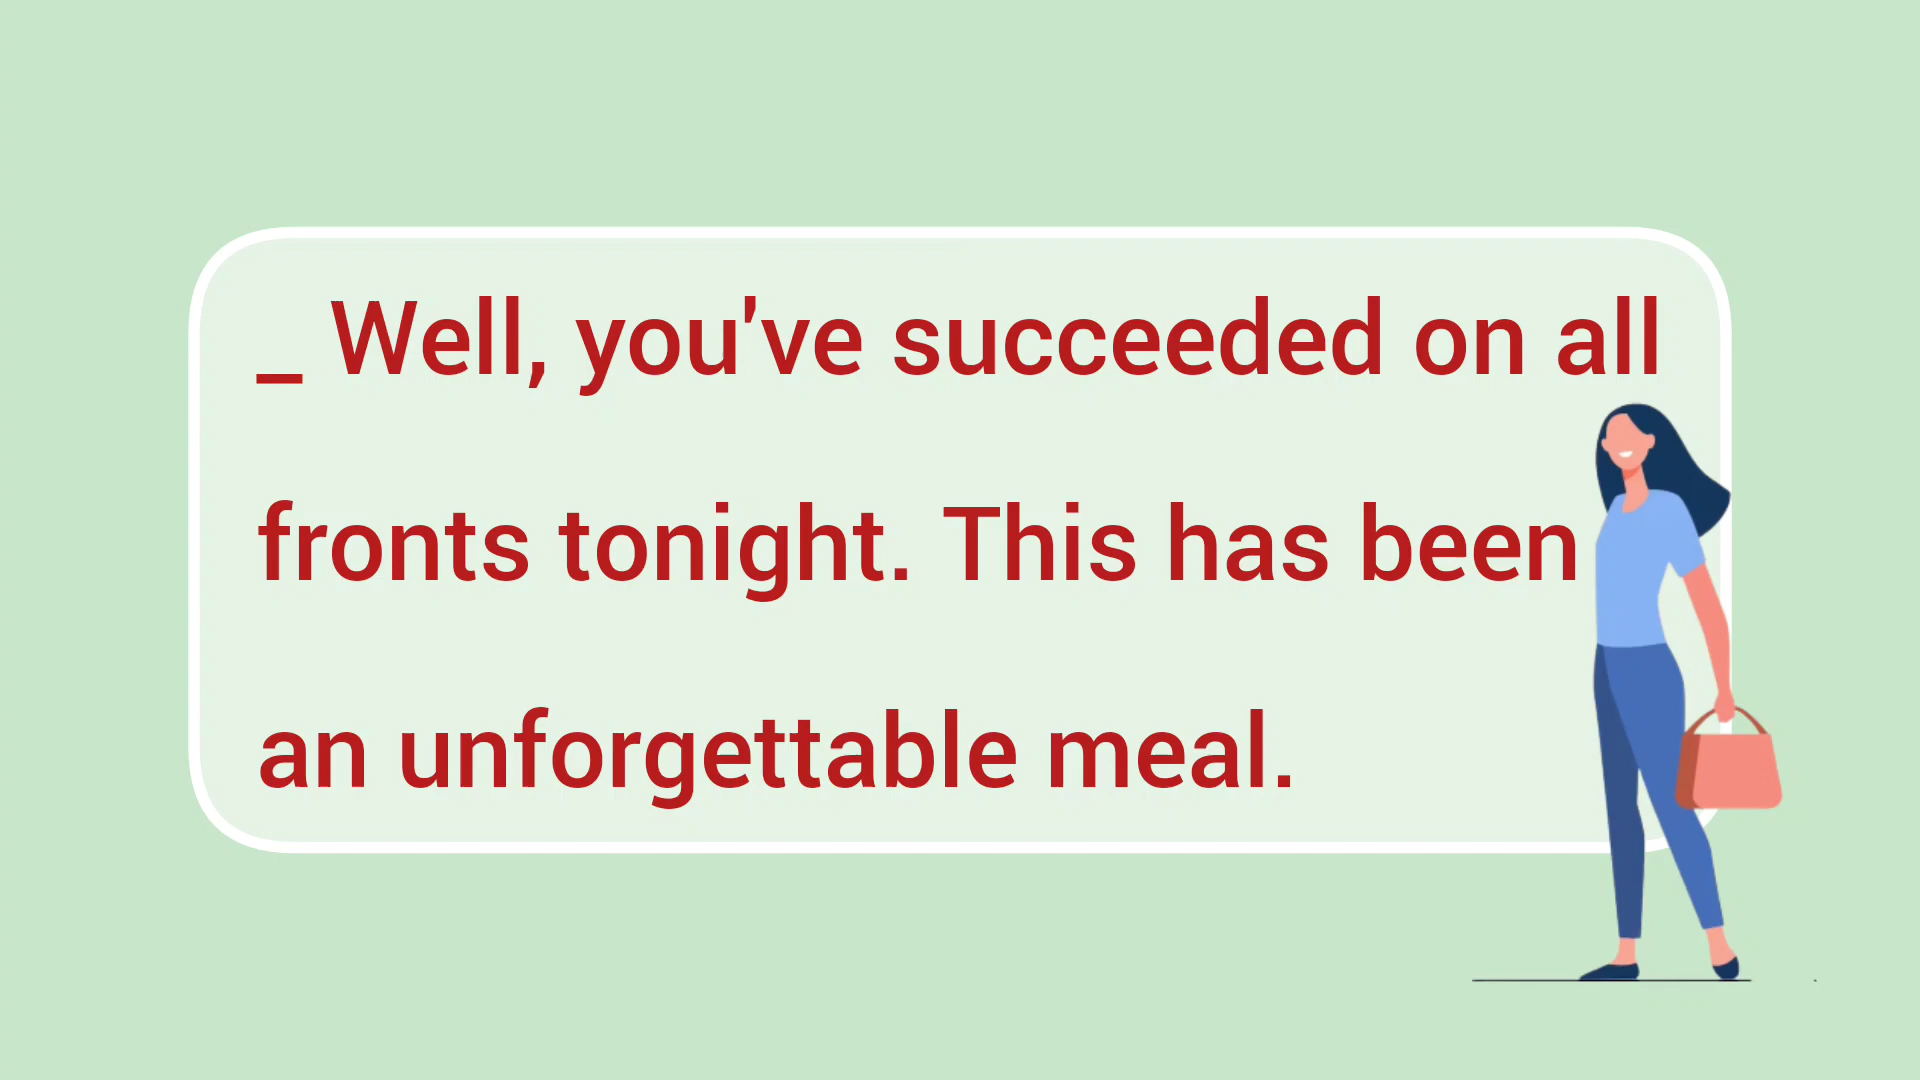 _ Well, you've succeeded on all
fronts tonight. This has been
an unforgettable meal.